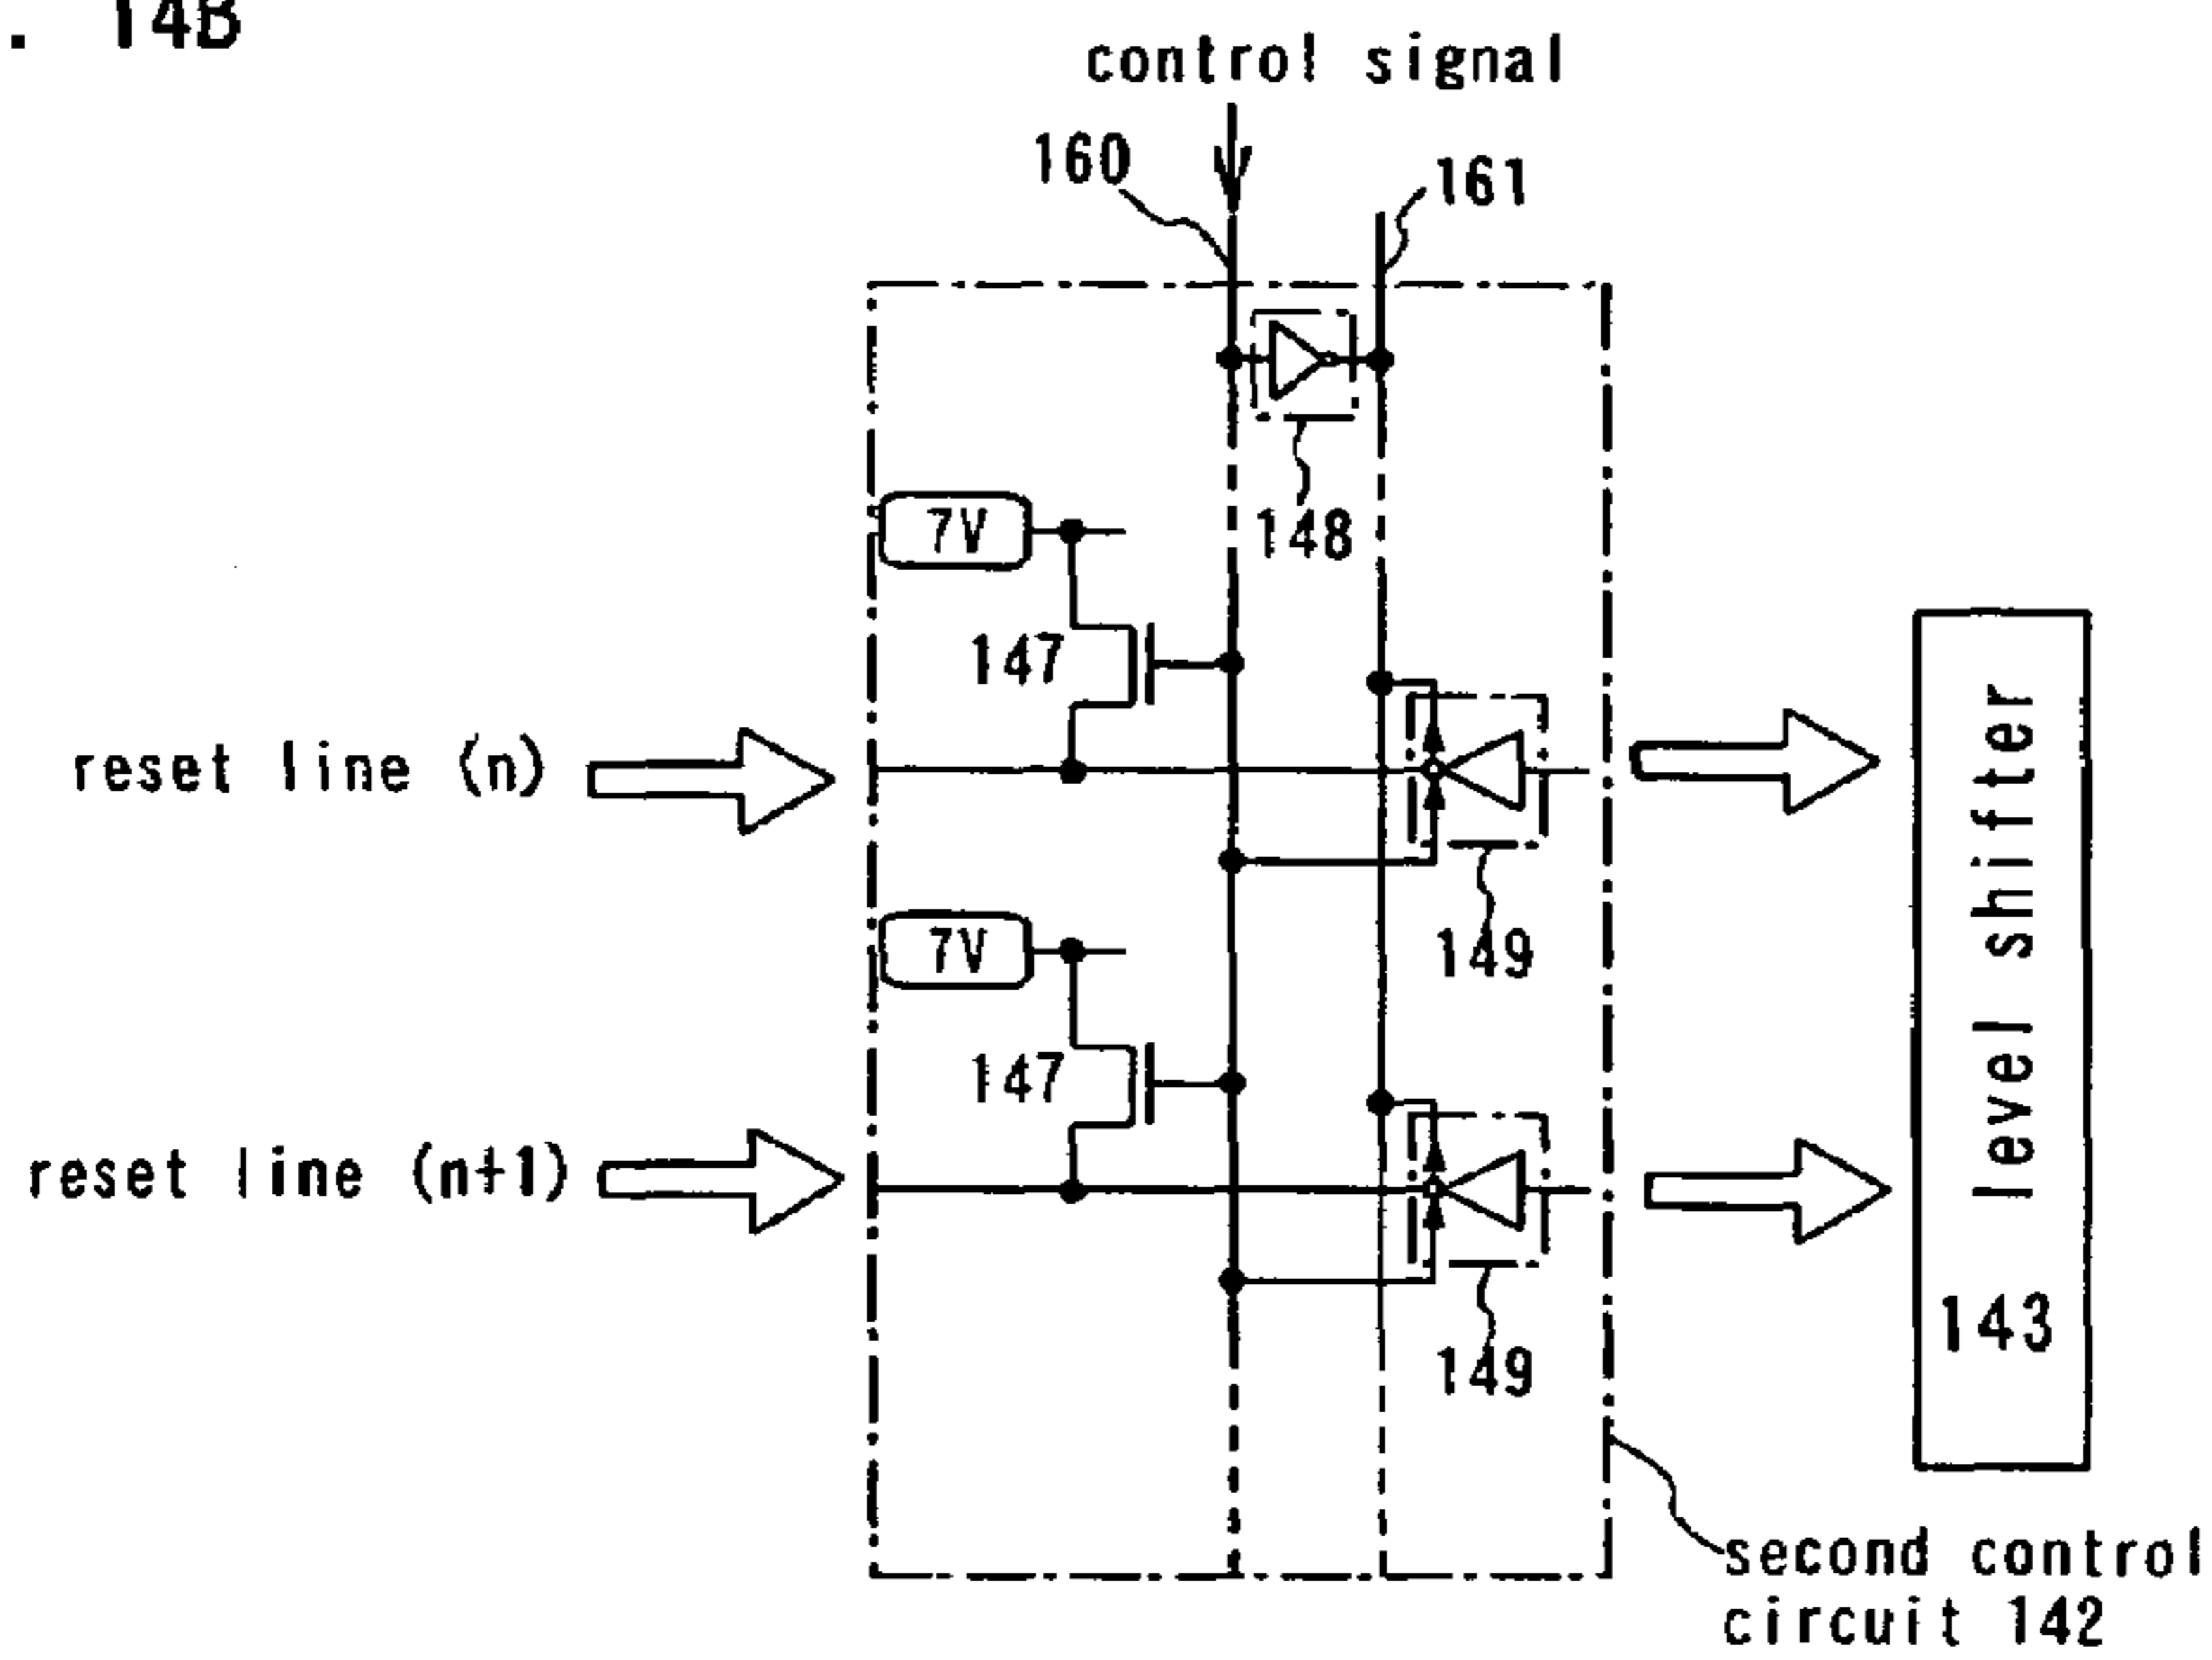 . 14B
control signal
160
161
7V
148
147
reset line (n)
149
7V
147
reset line (n+1)
149
level shifter
143
second control
circuit 142